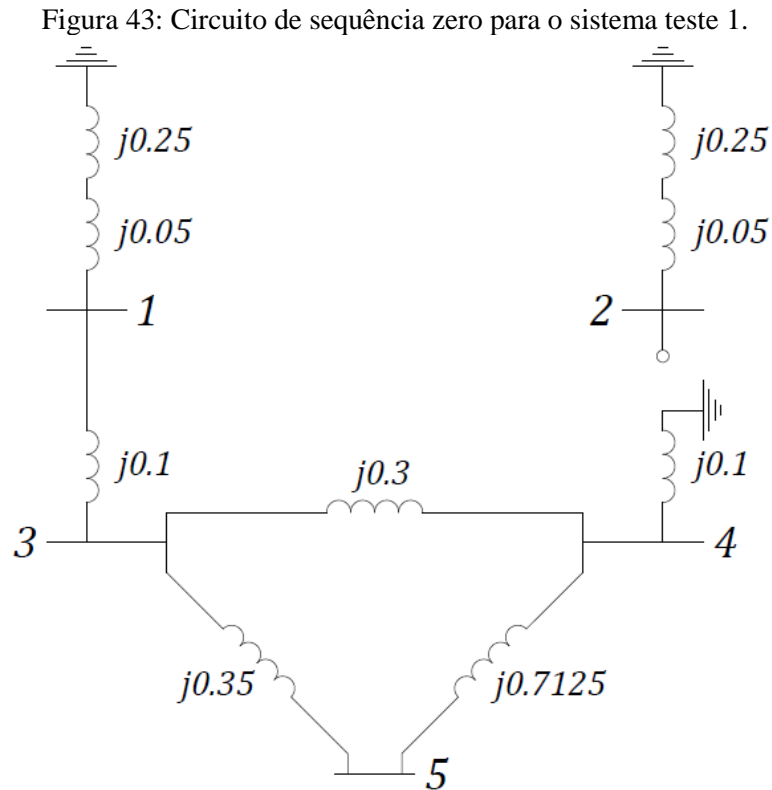 Figura 43: Circuito de sequência zero para o sistema teste 1.
j0.25
j0.25
j0.05
j0.05
1
2
j0.1
j0.3
j0.1
3
4
j0.35
j0.7125
5